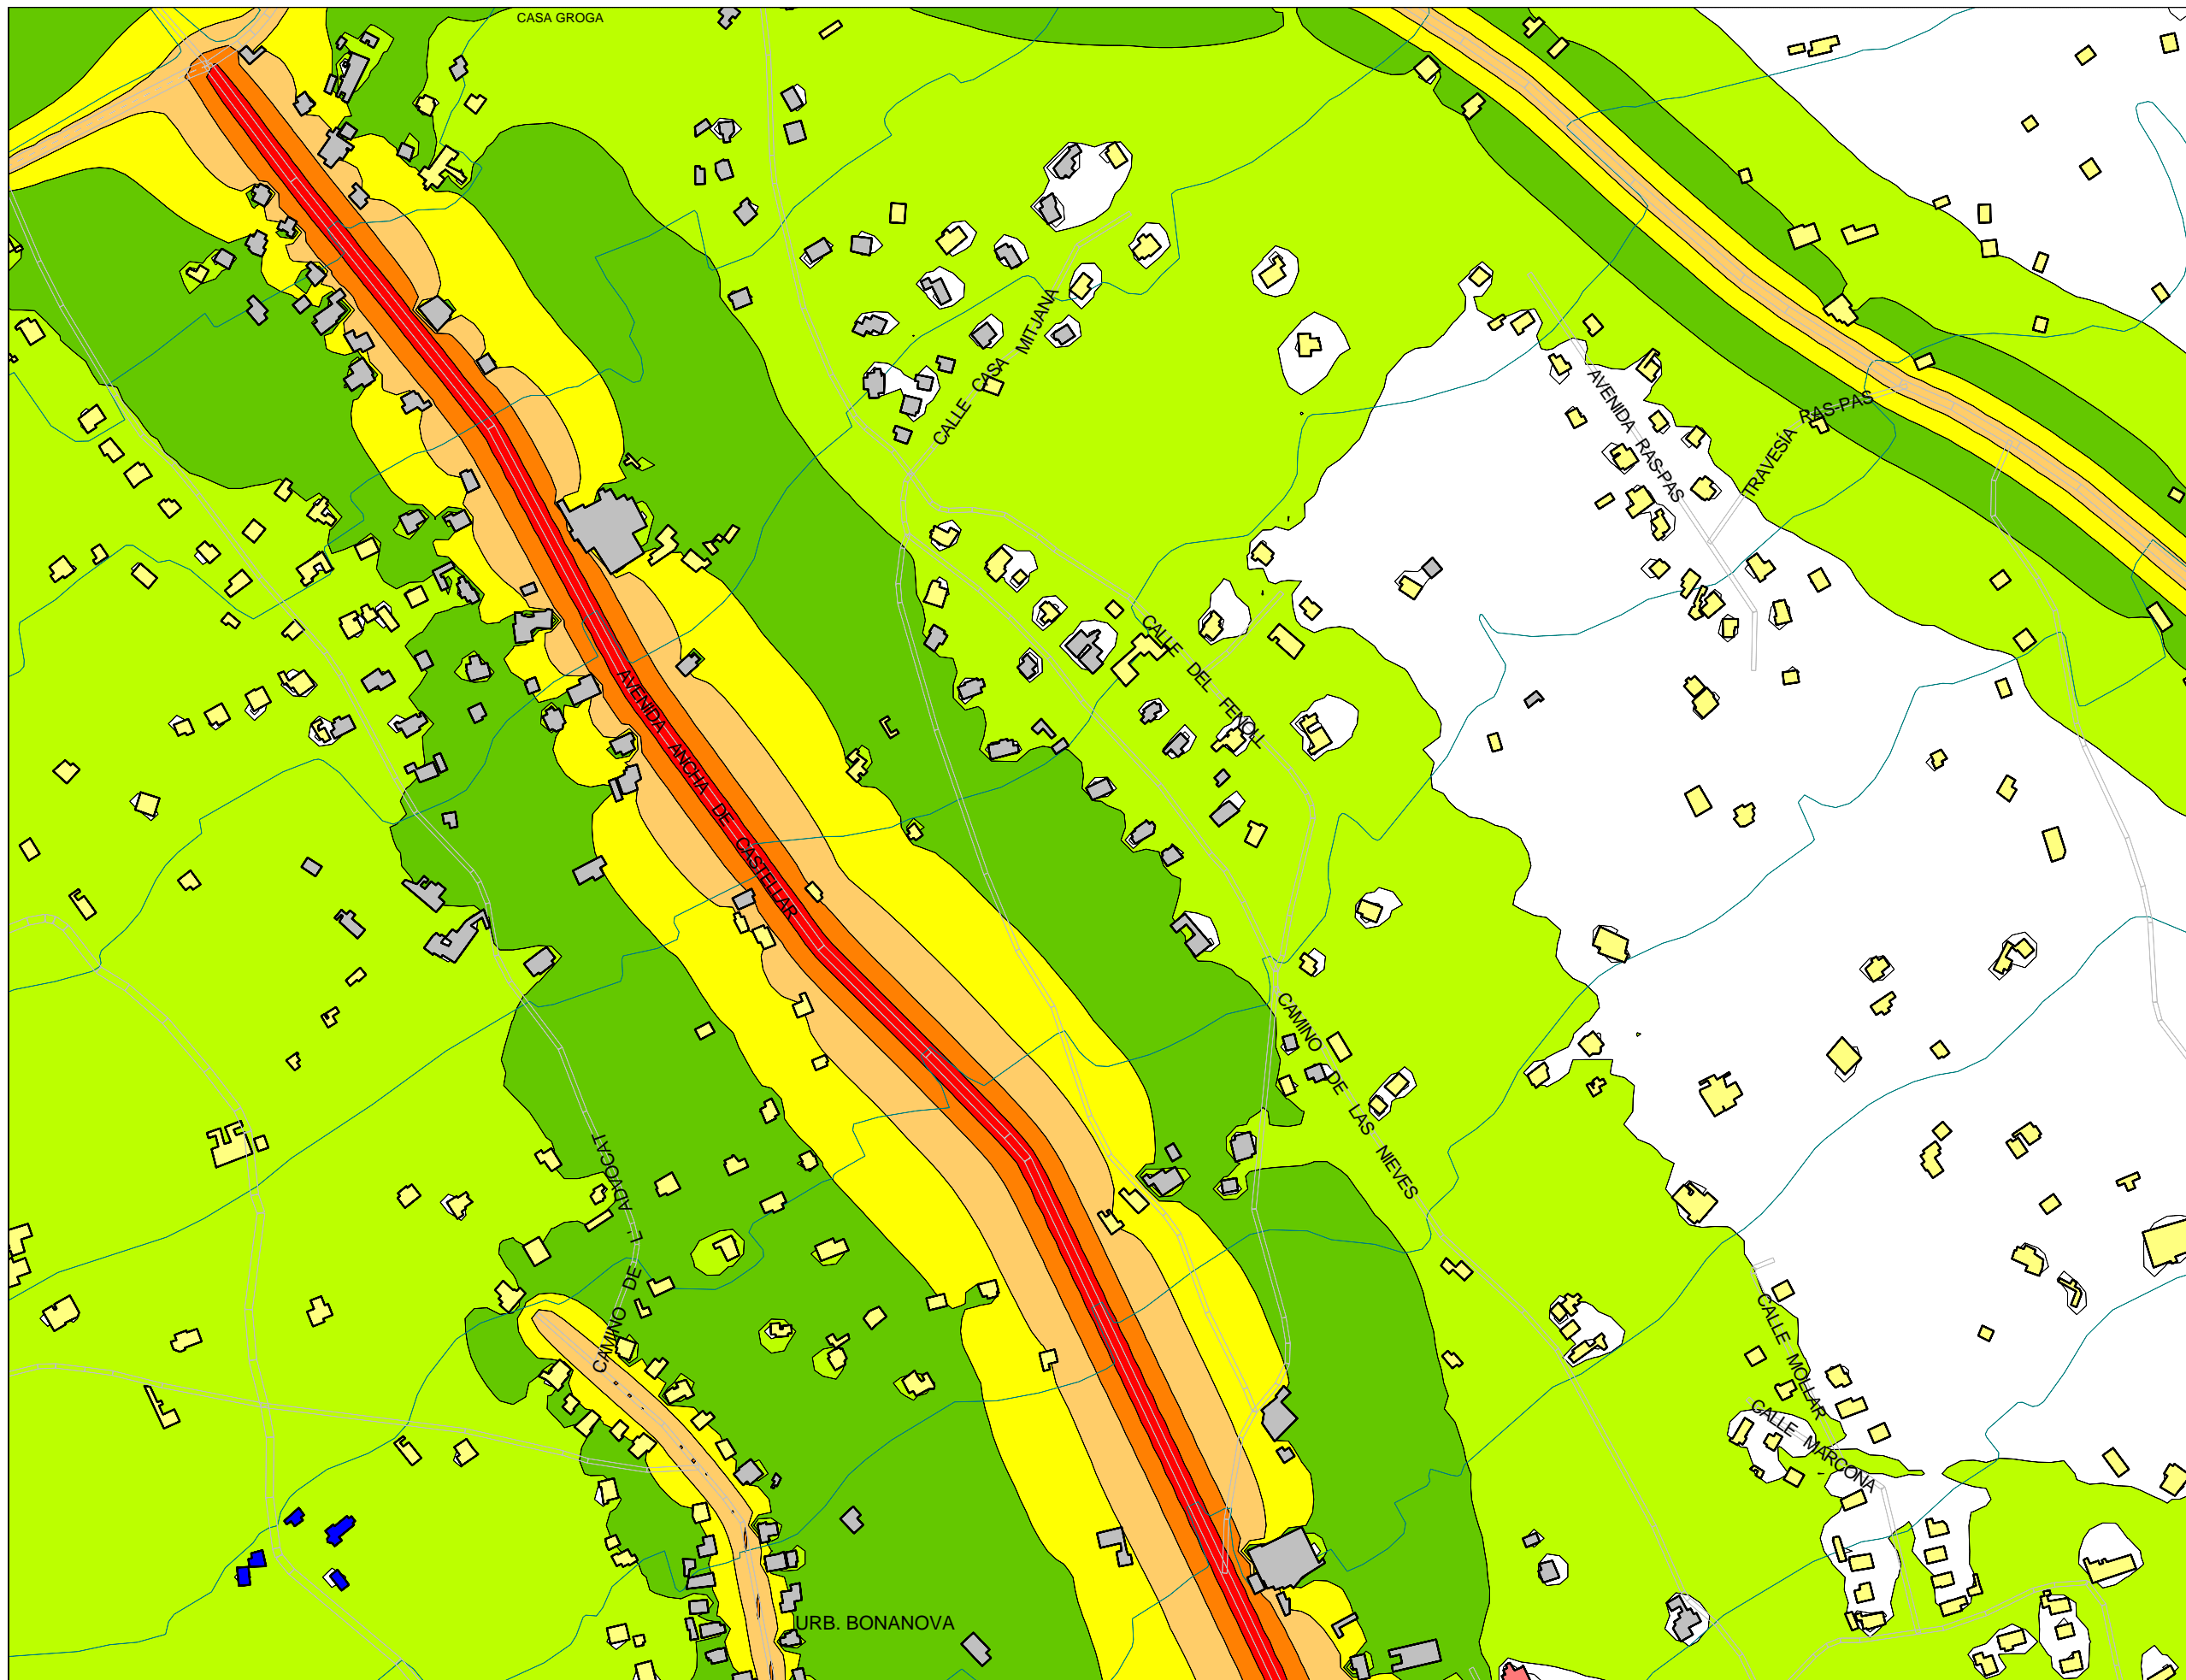 CASA GROGA
CALLE CASA MITJANA
AVENIDA RAS-PAS
TRAVESÍA RAS-PAS
CALLE DEL FENOLL
AVENIDA ANCHA DE CASTELLAR
CAMINO DE LAS NIEVES
CAMINO DE L' ADVOCAT
CALLE MOLLAR
CALLE MARCONA
URB. BONANOVA